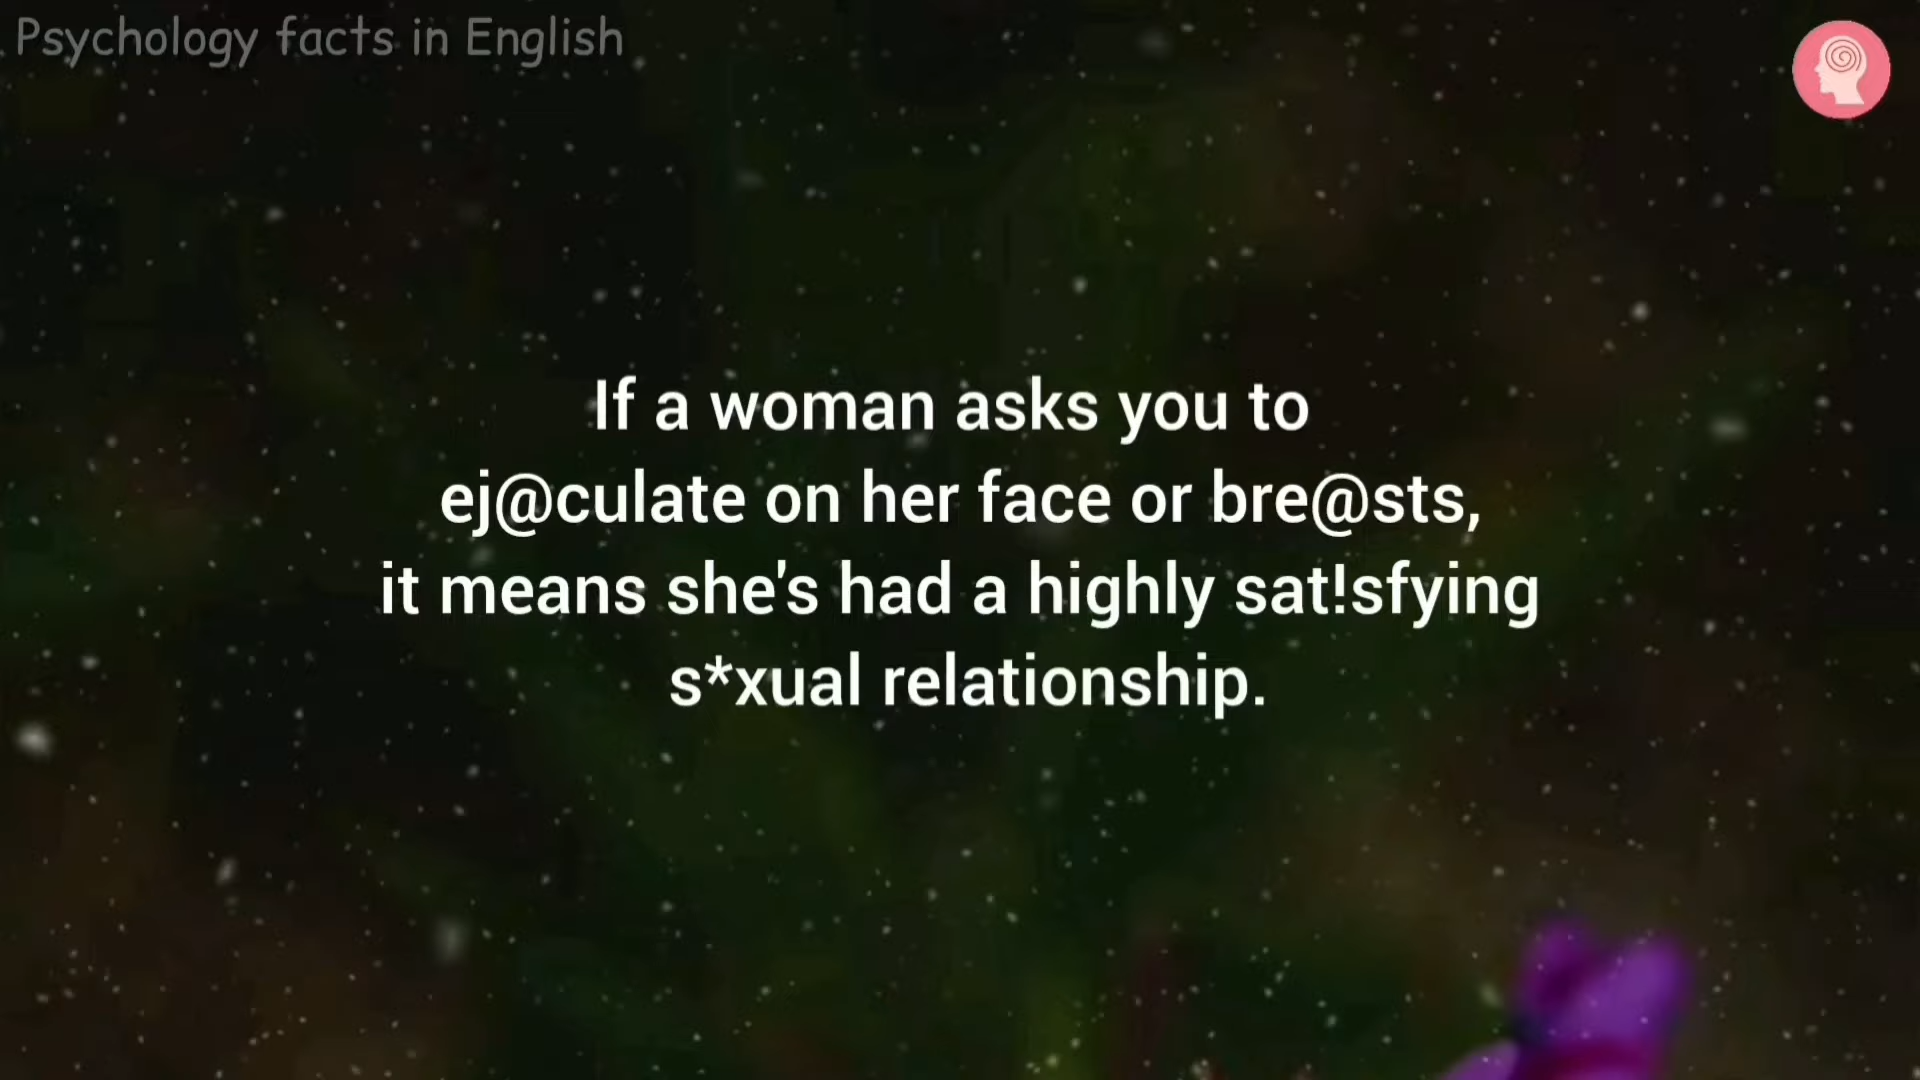 Psychology facts in English
If a woman asks you to
ej@culate on her face or bre@sts,
it means she's had a highly sat!sfying
s*xual relationship.